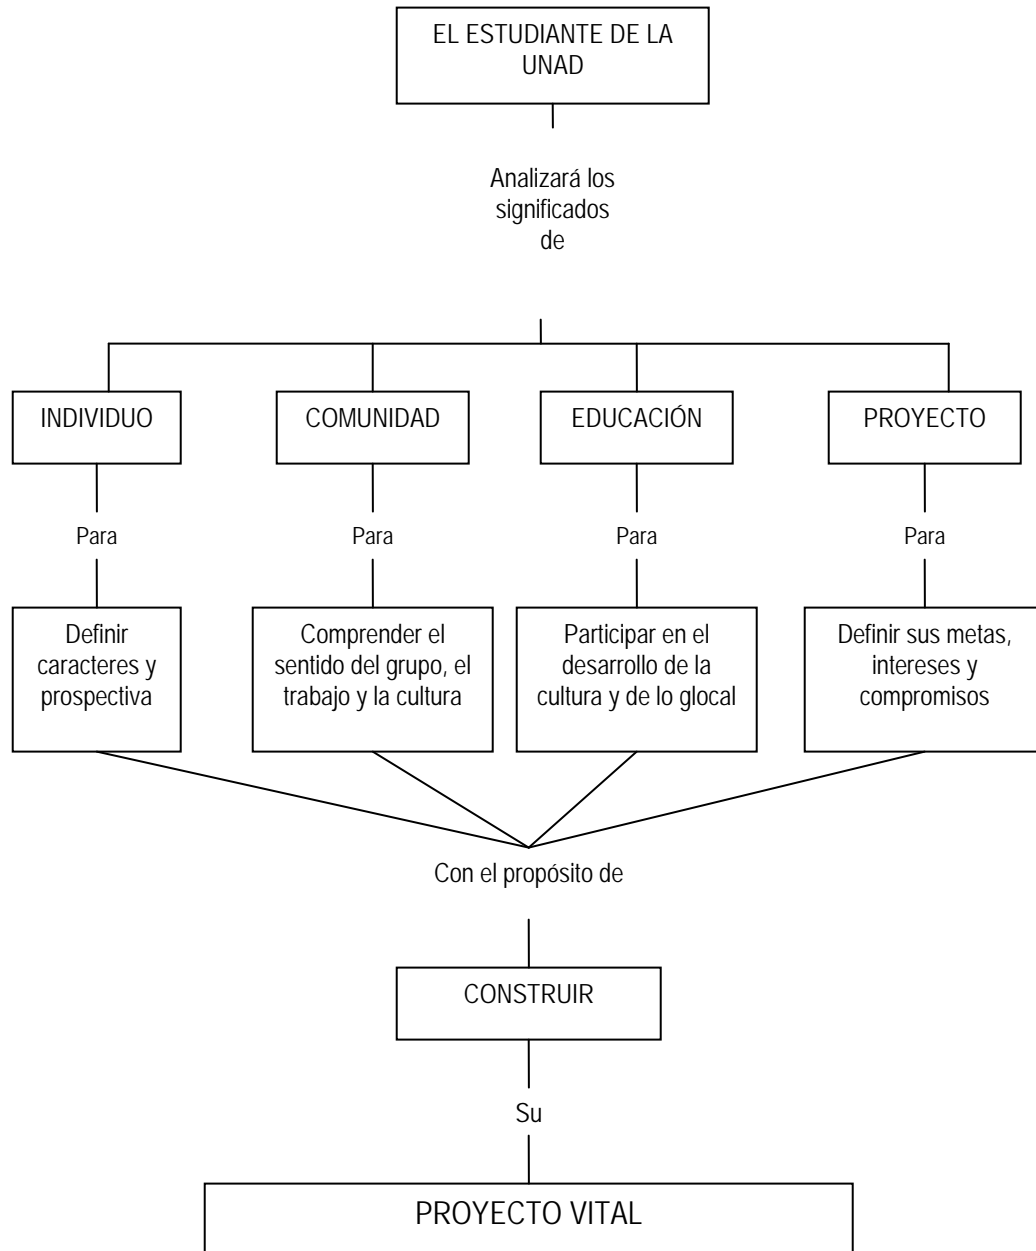 EL ESTUDIANTE DE LA
UNAD
Analizará los
significados
de
INDIVIDUO
COMUNIDAD
EDUCACIÓN
PROYECTO
Para
Para
Para
Para
Definir
caracteres y
prospectiva
Comprender el
sentido del grupo, el
trabajo y la cultura
Participar en el
desarrollo de la
cultura y de lo glocal
Definir sus metas,
intereses y
compromisos
Con el propósito de
CONSTRUIR
Su
PROYECTO VITAL